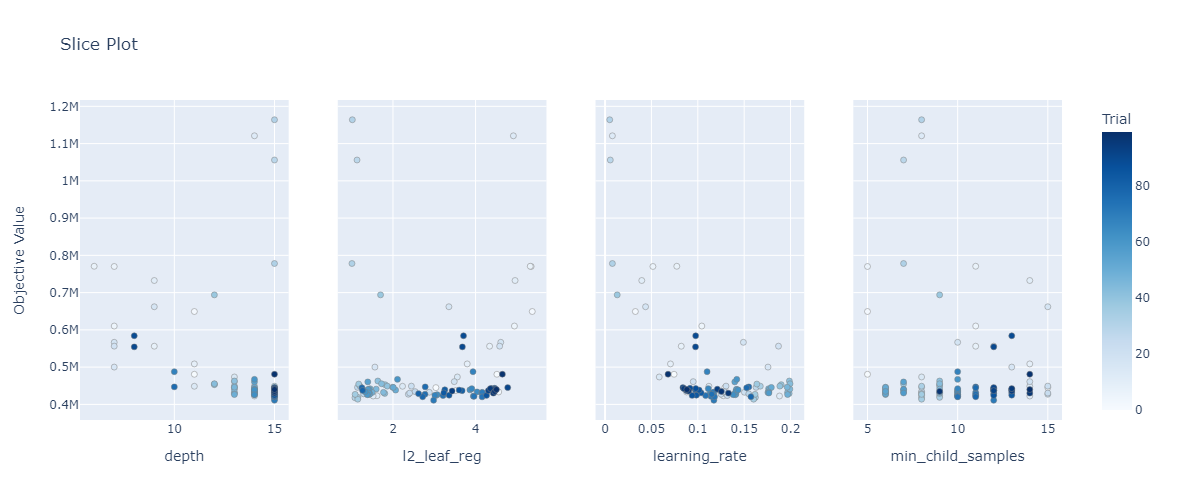 Slice Plot
Objective Value
1.2M
1.1M
1M
0.9M
0.8M
0.7M
0.6M
0.5M
0.4M
10 15
depth
2 4
l2_leaf_reg
0 0.05 0.1 0.15 0.2
learning_rate
5 10 15
min_child_samples
Trial
80
60
40
20
0